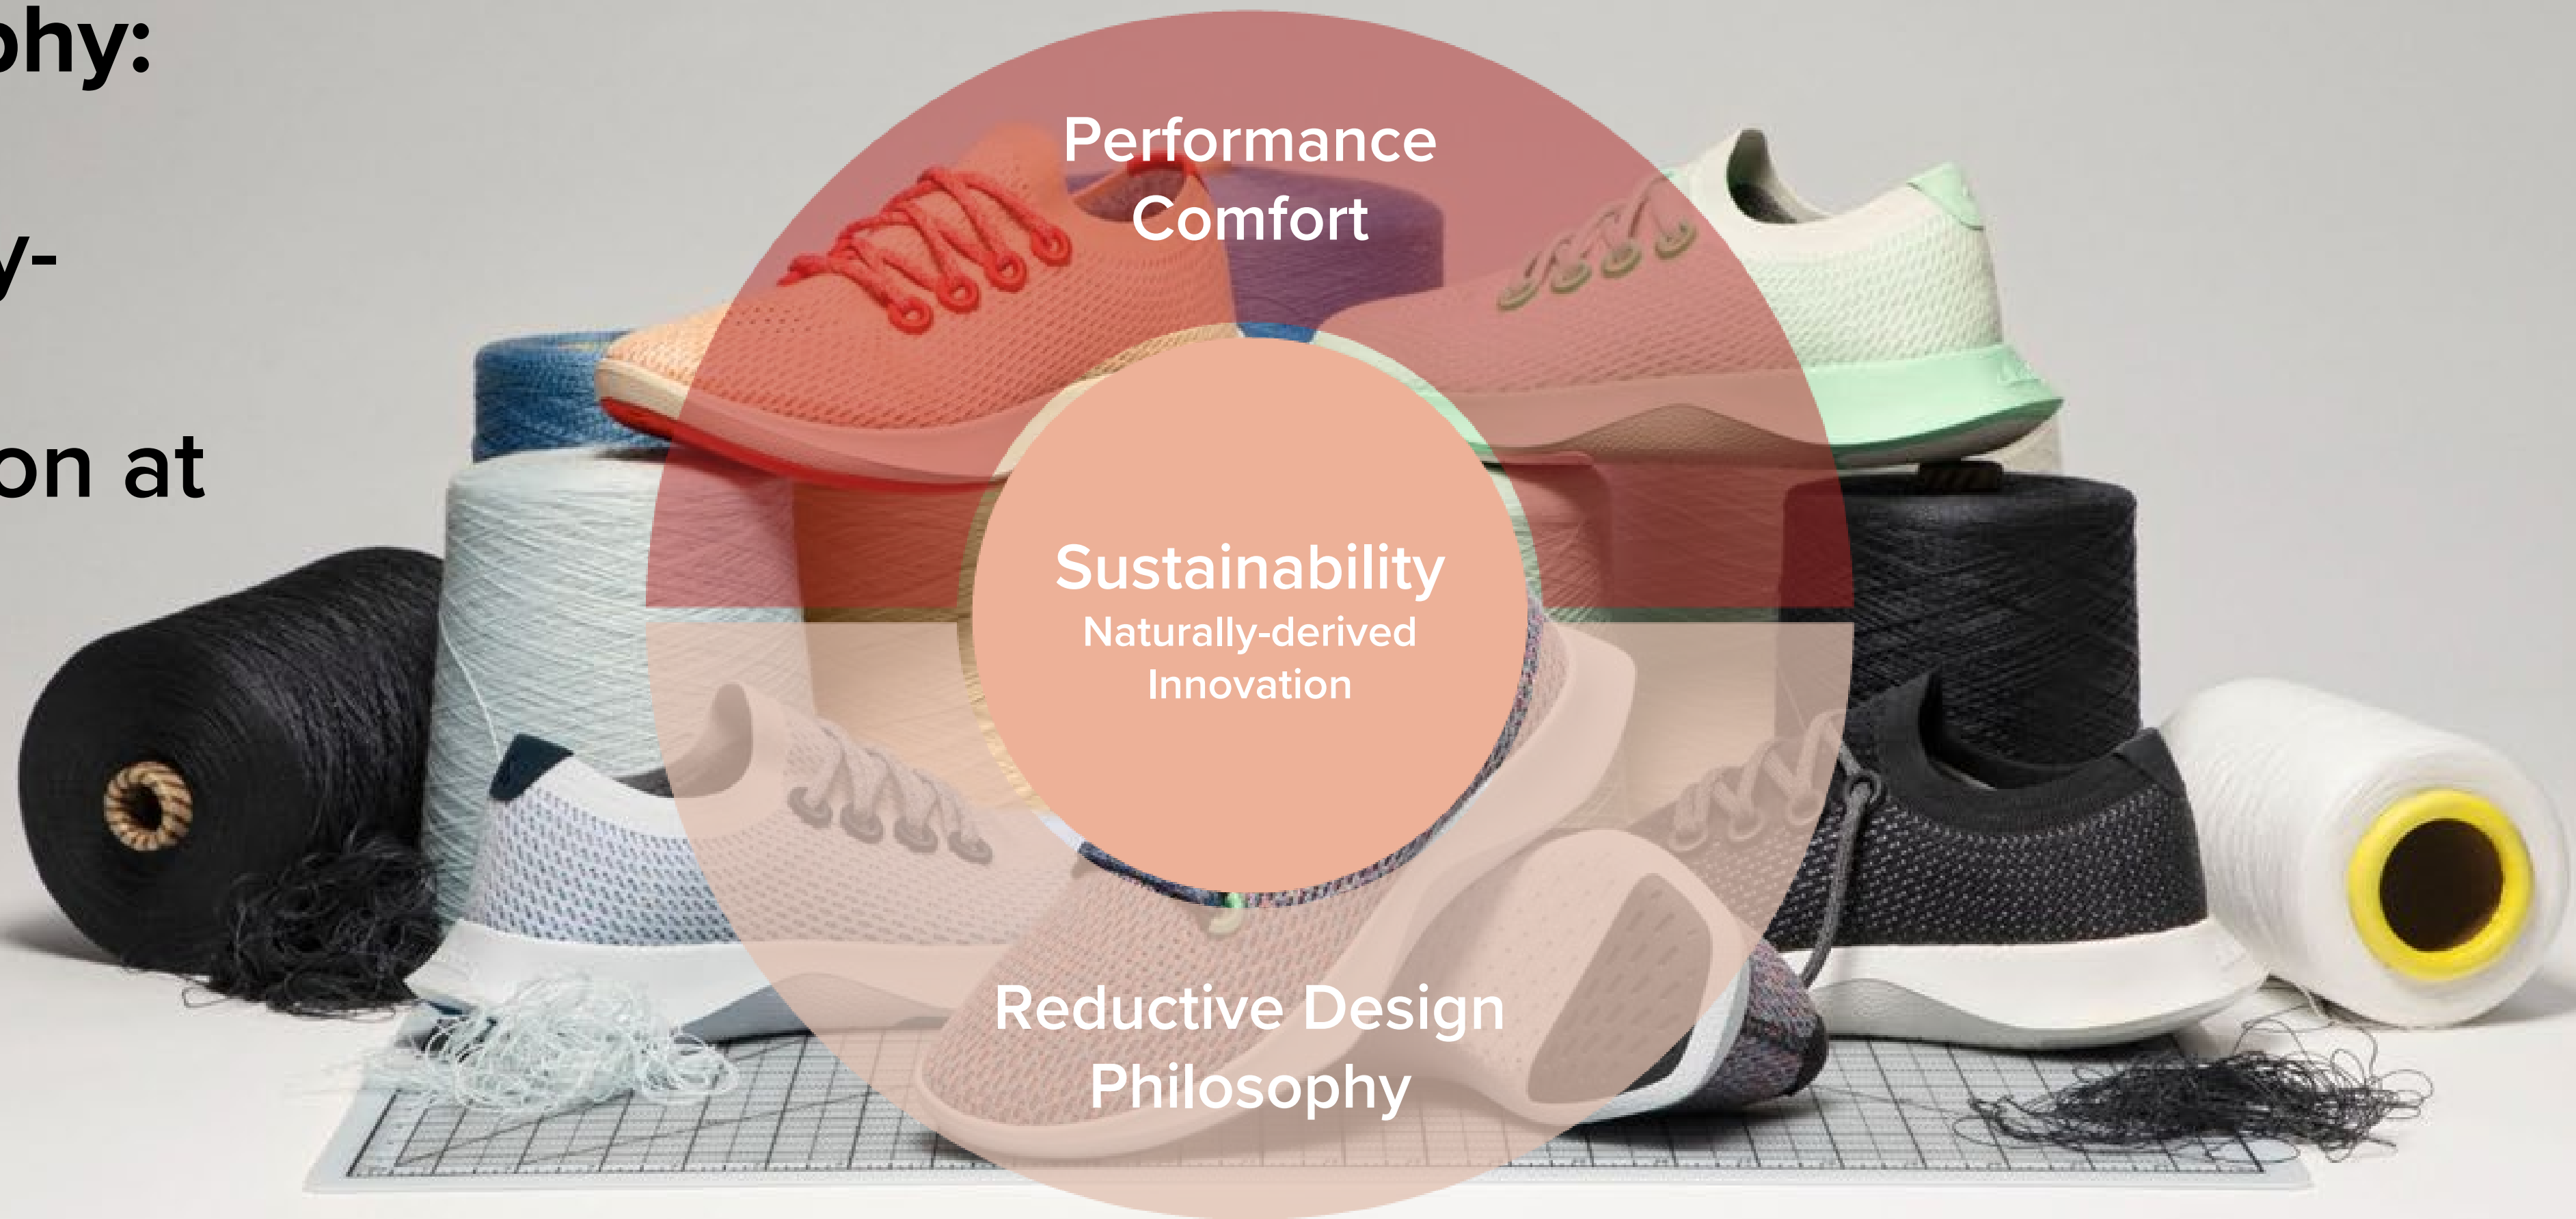 phy:
y-
on at
Performance
Comfort
Sustainability
Naturally-derived
Innovation
Reductive Design
Philosophy